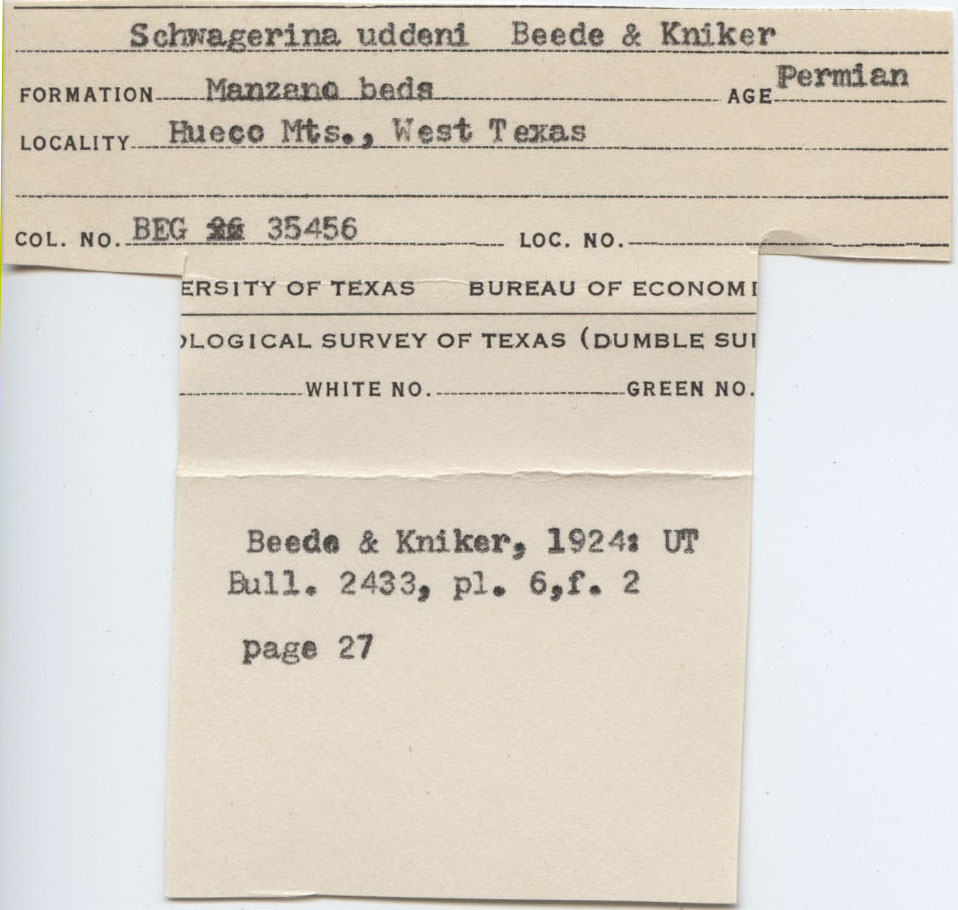 Schwagerina uddeni Beede & Kniker
FORMATION Manzano beds AGE Permian
LOCALITY Hueco Mts., West Texas
COL. NO. BEG 35456 LOC. NO.
ERSITY OF TEXAS BUREAU OF ECONOMI
OLOGICAL SURVEY OF TEXAS (DUMBLE SUR
WHITE NO. GREEN NO.
Beede & Kniker, 1924: UT
Bull. 2433, pl. 6,f. 2
page 27